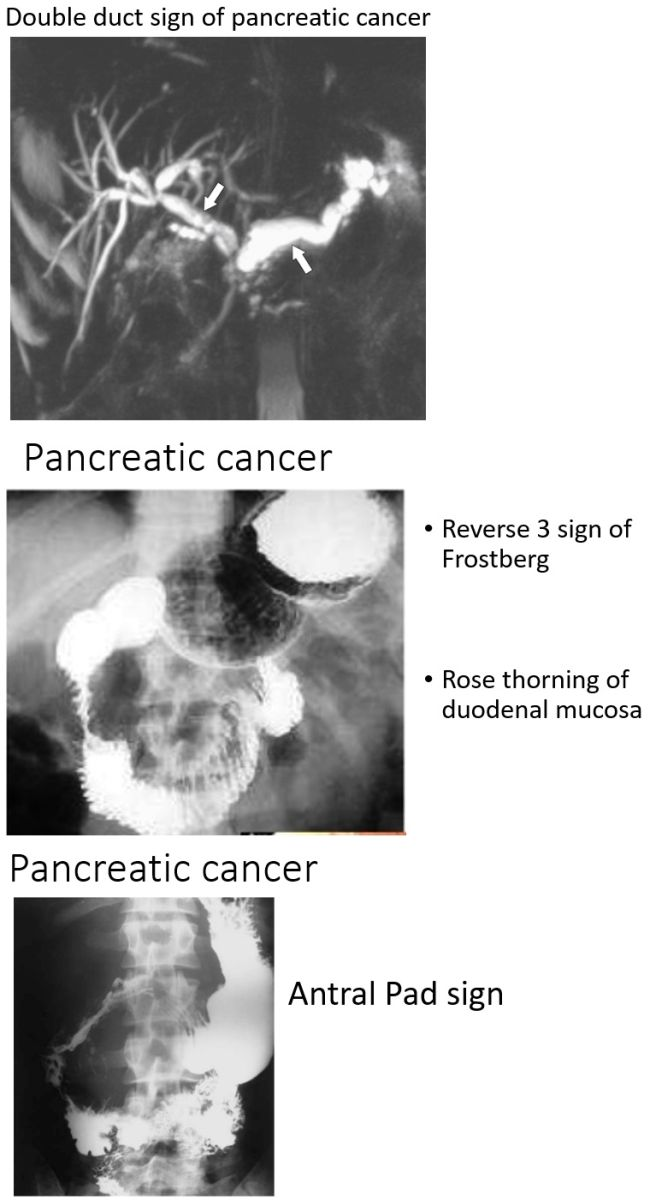 Double duct sign of pancreatic cancer
Pancreatic cancer
• Reverse 3 sign of
Frostberg
• Rose thorning of
duodenal mucosa
Pancreatic cancer
Antral Pad sign